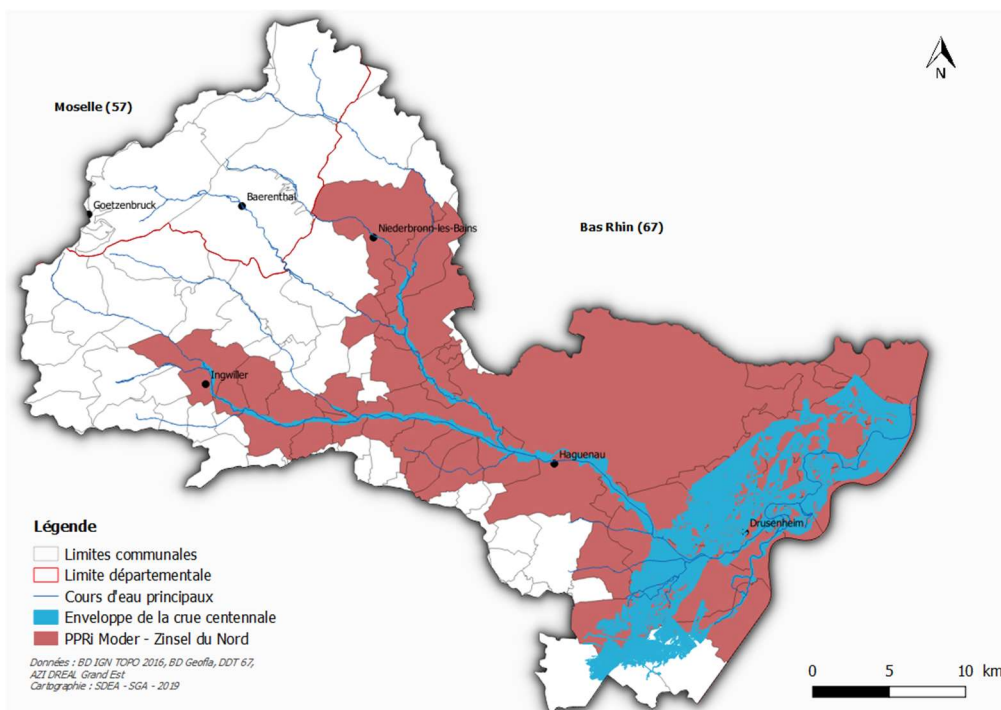 N
Moselle (57)
Goetzenbruck
Baerenthal
Niederbronn-les-Bains
Bas Rhin (67)
Ingwiller
Haguenau
Drusenheim
Légende
Limites communales
Limite départementale
Cours d'eau principaux
Enveloppe de la crue centennale
PPRi Moder - Zinsel du Nord
Données : BD IGN TOPO 2016, BD Geofla, DDT 67,
AZI DREAL Grand Est
Cartographie : SDEA - SGA - 2019
0 5 10 km